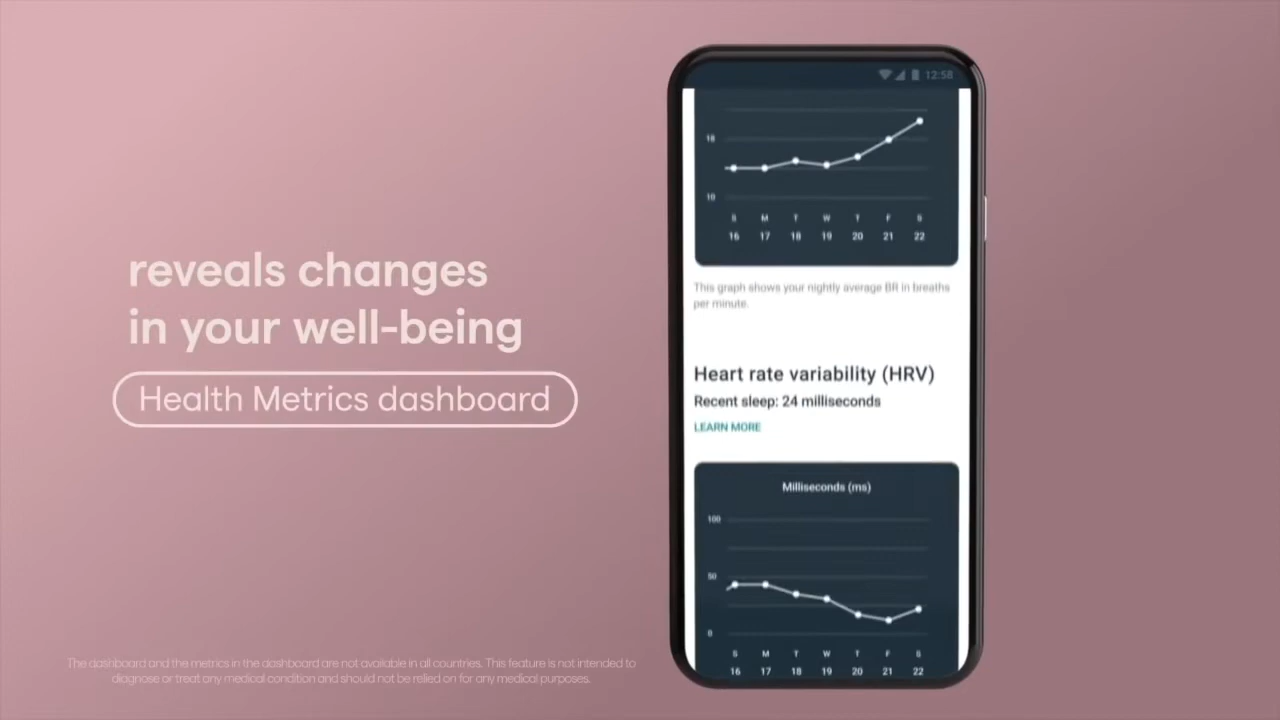 reveals changes
in your well-being
Health Metrics dashboard
The dashboard and the metrics in the dashboard are not available in all countries. This feature is not intended to
diagnose or treat any medical condition and should not be relied on for any medical purposes.
12:58
18
10
S M T W T F S
16 17 18 19 20 21 22
This graph shows your nightly average BR in breaths
per minute.
Heart rate variability (HRV)
Recent sleep: 24 milliseconds
LEARN MORE
Milliseconds (ms)
100
50
0
S M T W T F S
16 17 18 19 20 21 22